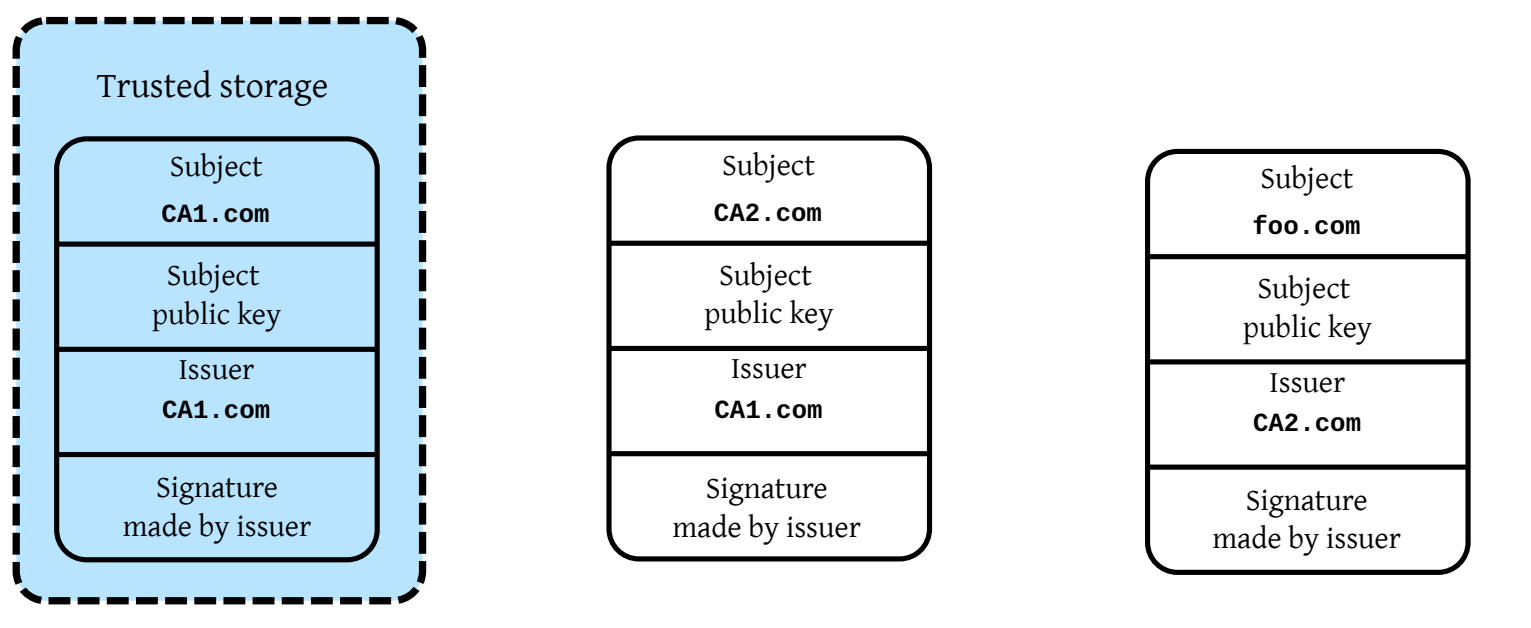 Trusted storage
Subject
CA1.com
Subject
public key
Issuer
CA1.com
Signature
made by issuer
Subject
CA2.com
Subject
public key
Issuer
CA1.com
Signature
made by issuer
Subject
foo.com
Subject
public key
Issuer
CA2.com
Signature
made by issuer